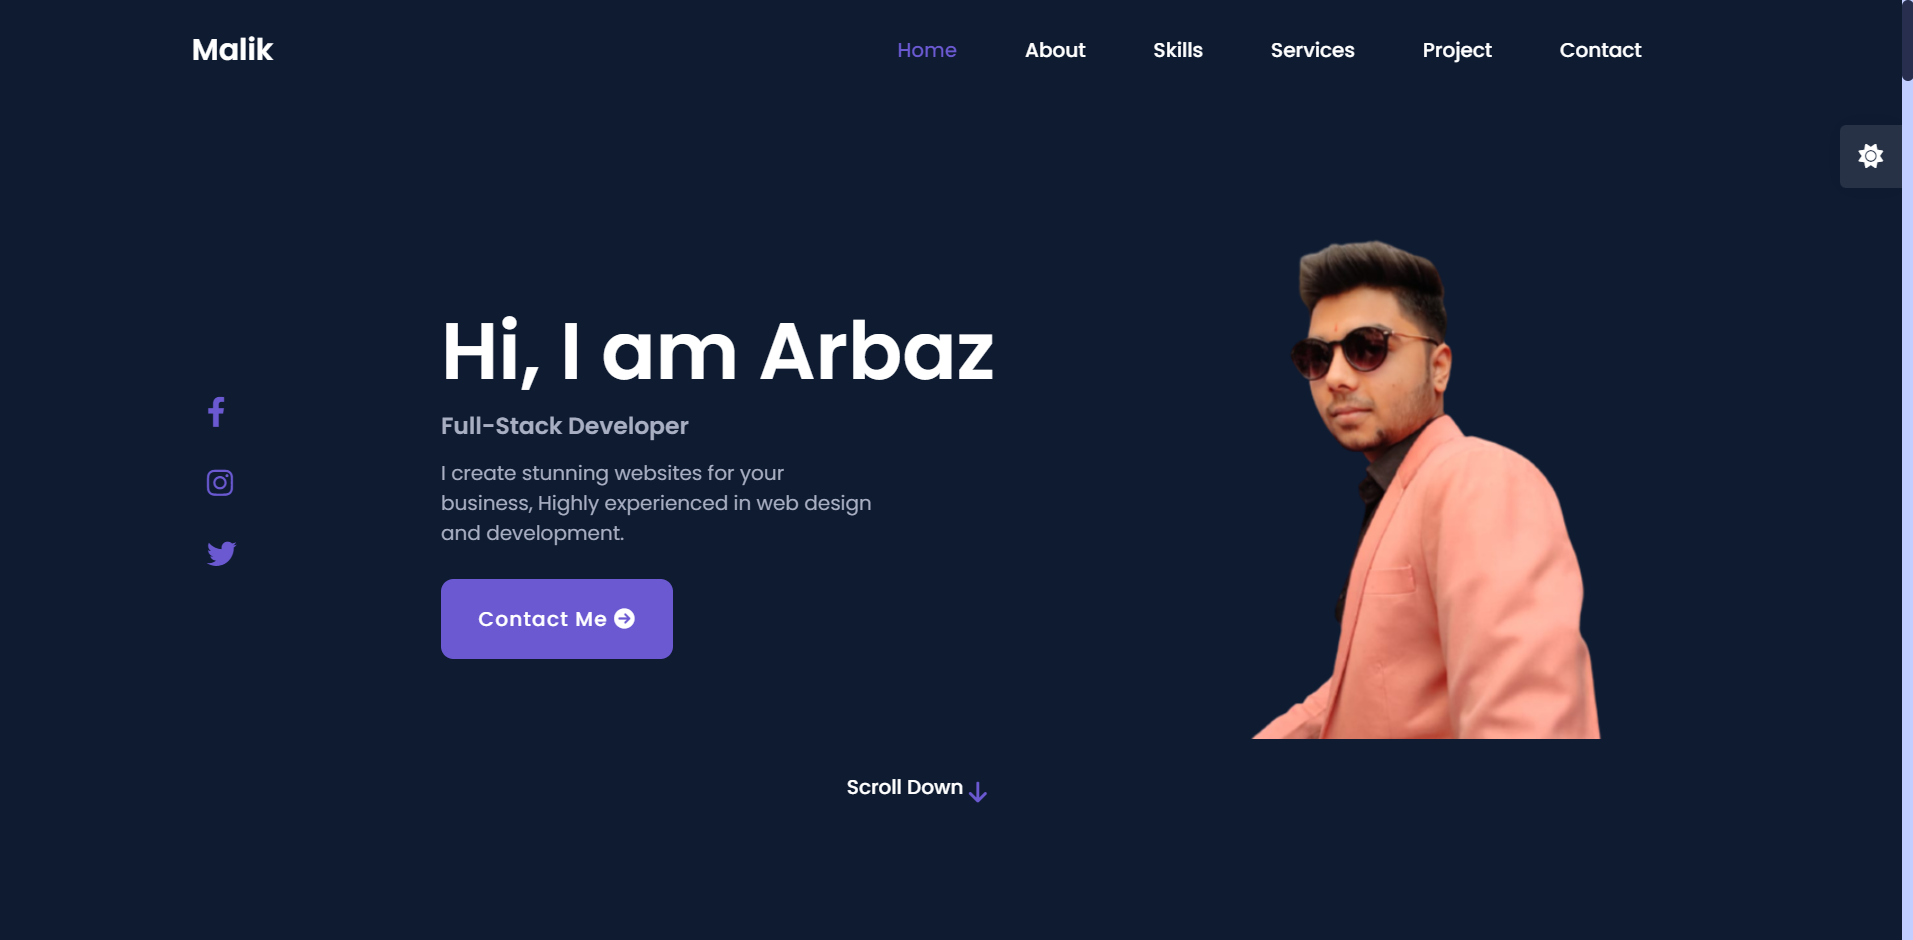 Malik
Home
About
Skills
Services
Project
Contact
Hi, I am Arbaz
Full-Stack Developer
I create stunning websites for your
business, Highly experienced in web design
and development.
Contact Me
Scroll Down